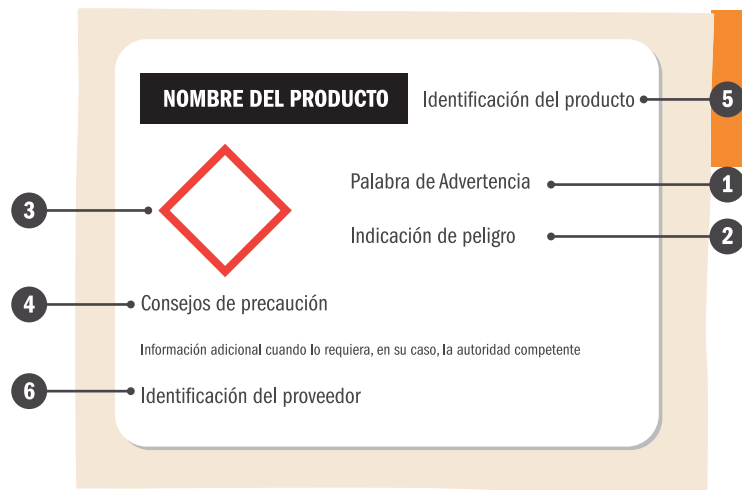 NOMBRE DEL PRODUCTO
Identificación del producto
5
Palabra de Advertencia
1
3
Indicación de peligro
2
4
Consejos de precaución
Información adicional cuando lo requiera, en su caso, la autoridad competente
6
Identificación del proveedor